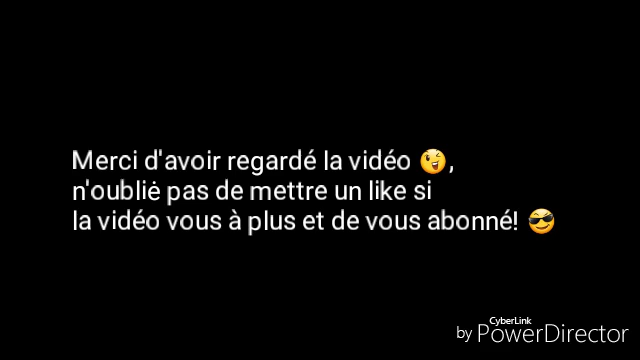 Merci d'avoir regardé la vidéo 😉,
n'oublié pas de mettre un like si
la vidéo vous à plus et de vous abonné! 😎
CyberLink
by PowerDirector